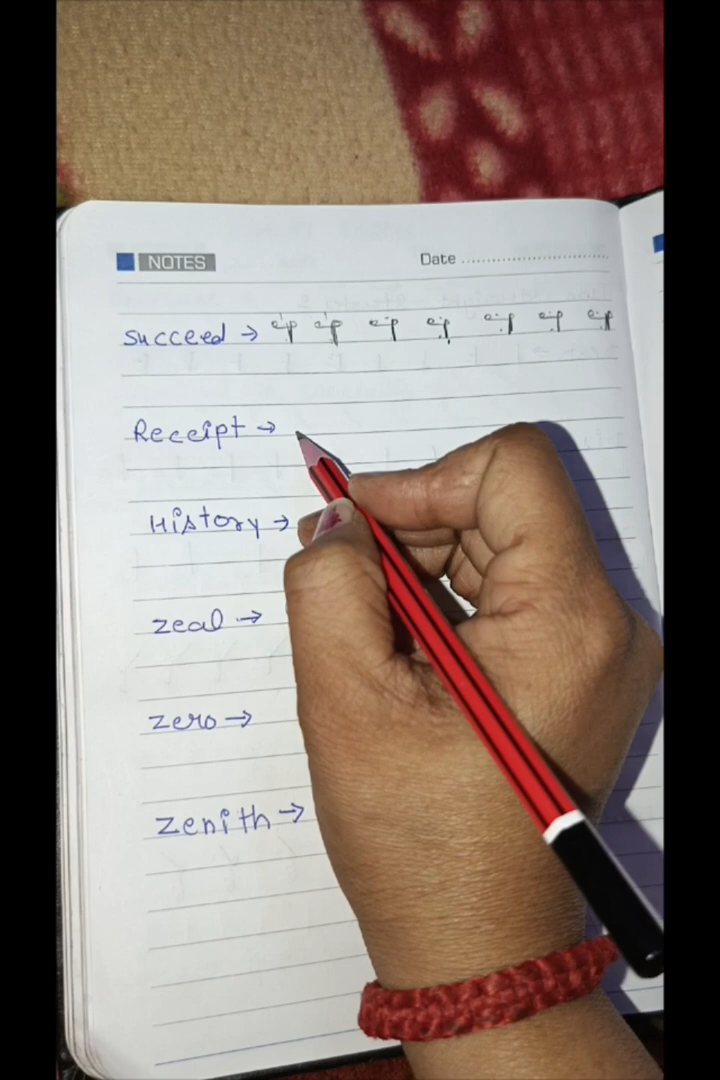 NOTES
Date
succeed →
Receipt →
History →
zeal →
zero →
zenith →